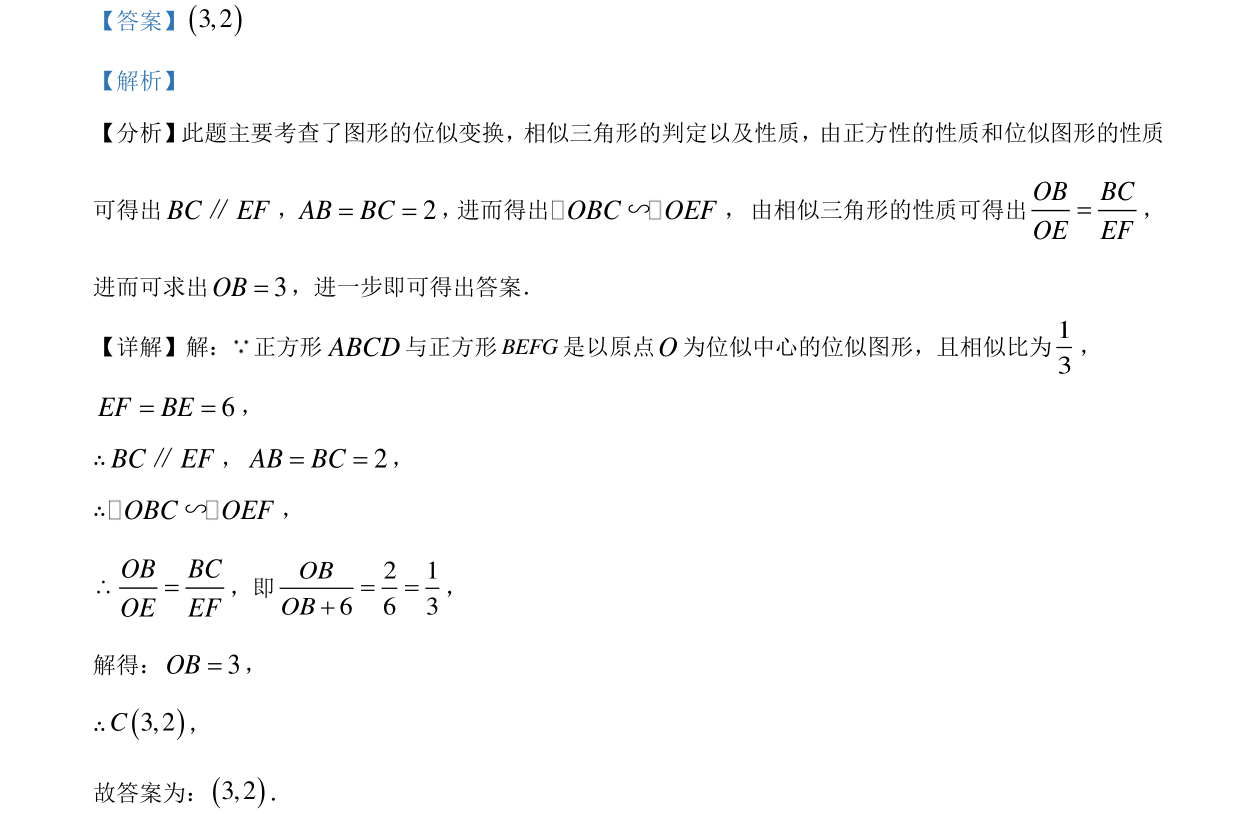 【答案】(3,2)
【解析】
【分析】此题主要考查了图形的位似变换，相似三角形的判定以及性质，由正方性的性质和位似图形的性质
可得出 BC ∥ EF ，AB = BC = 2，进而得出□OBC ∽□OEF ， 由相似三角形的性质可得出 OB/OE = BC/EF ，
进而可求出 OB = 3，进一步即可得出答案．
【详解】解：∵正方形 ABCD 与正方形 BEFG 是以原点 O 为位似中心的位似图形，且相似比为 1/3 ，
EF = BE = 6，
∴BC ∥ EF ， AB = BC = 2，
∴□OBC ∽□OEF ，
∴ OB/OE = BC/EF ，即 OB/(OB+6) = 2/6 = 1/3 ，
解得：OB = 3，
∴C(3,2)，
故答案为：(3,2)．